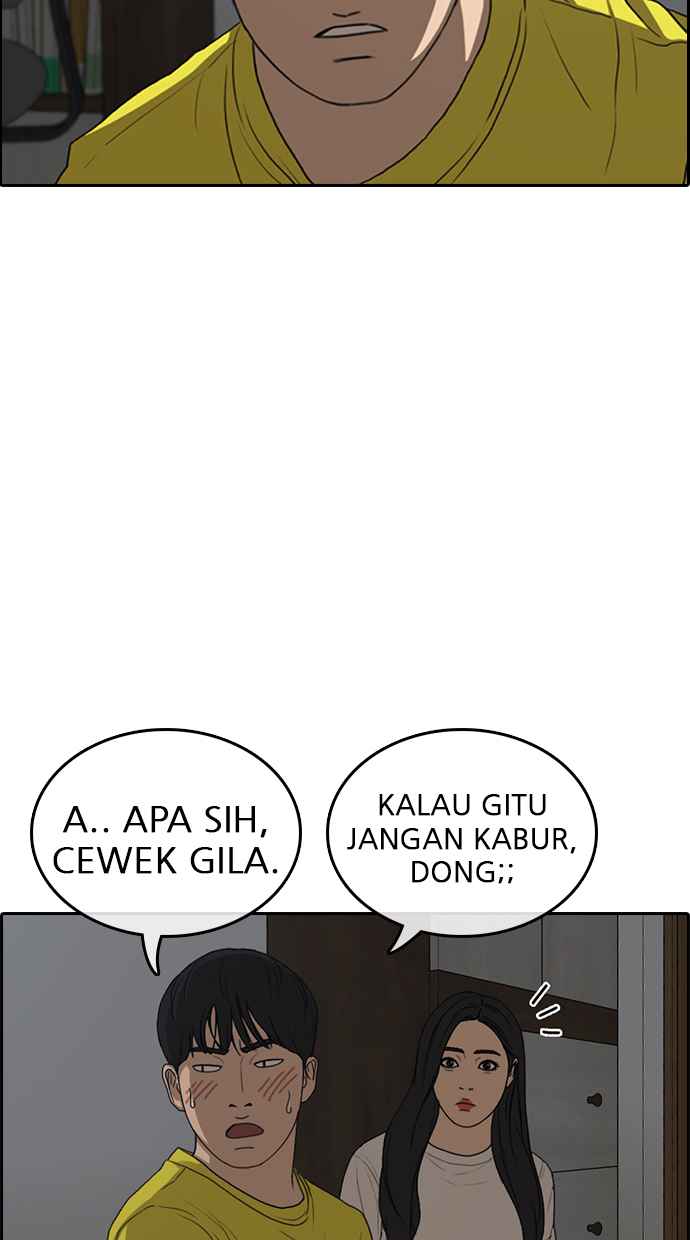 A.. APA SIH,
CEWEK GILA.
KALAU GITU
JANGAN KABUR,
DONG;;